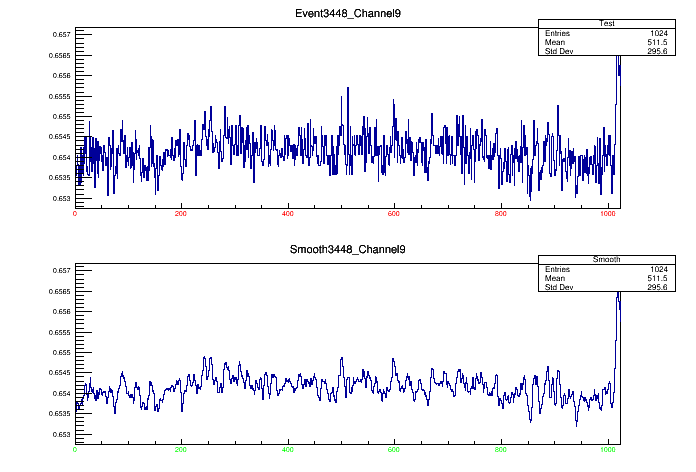 Event3448_Channel9
Test
Entries 1024
Mean 511.5
Std Dev 295.6
0.657
0.6565
0.656
0.6555
0.655
0.6545
0.654
0.6535
0.653
0 200 400 600 800 1000
Smooth3448_Channel9
Smooth
Entries 1024
Mean 511.5
Std Dev 295.6
0.657
0.6565
0.656
0.6555
0.655
0.6545
0.654
0.6535
0.653
0 200 400 600 800 1000